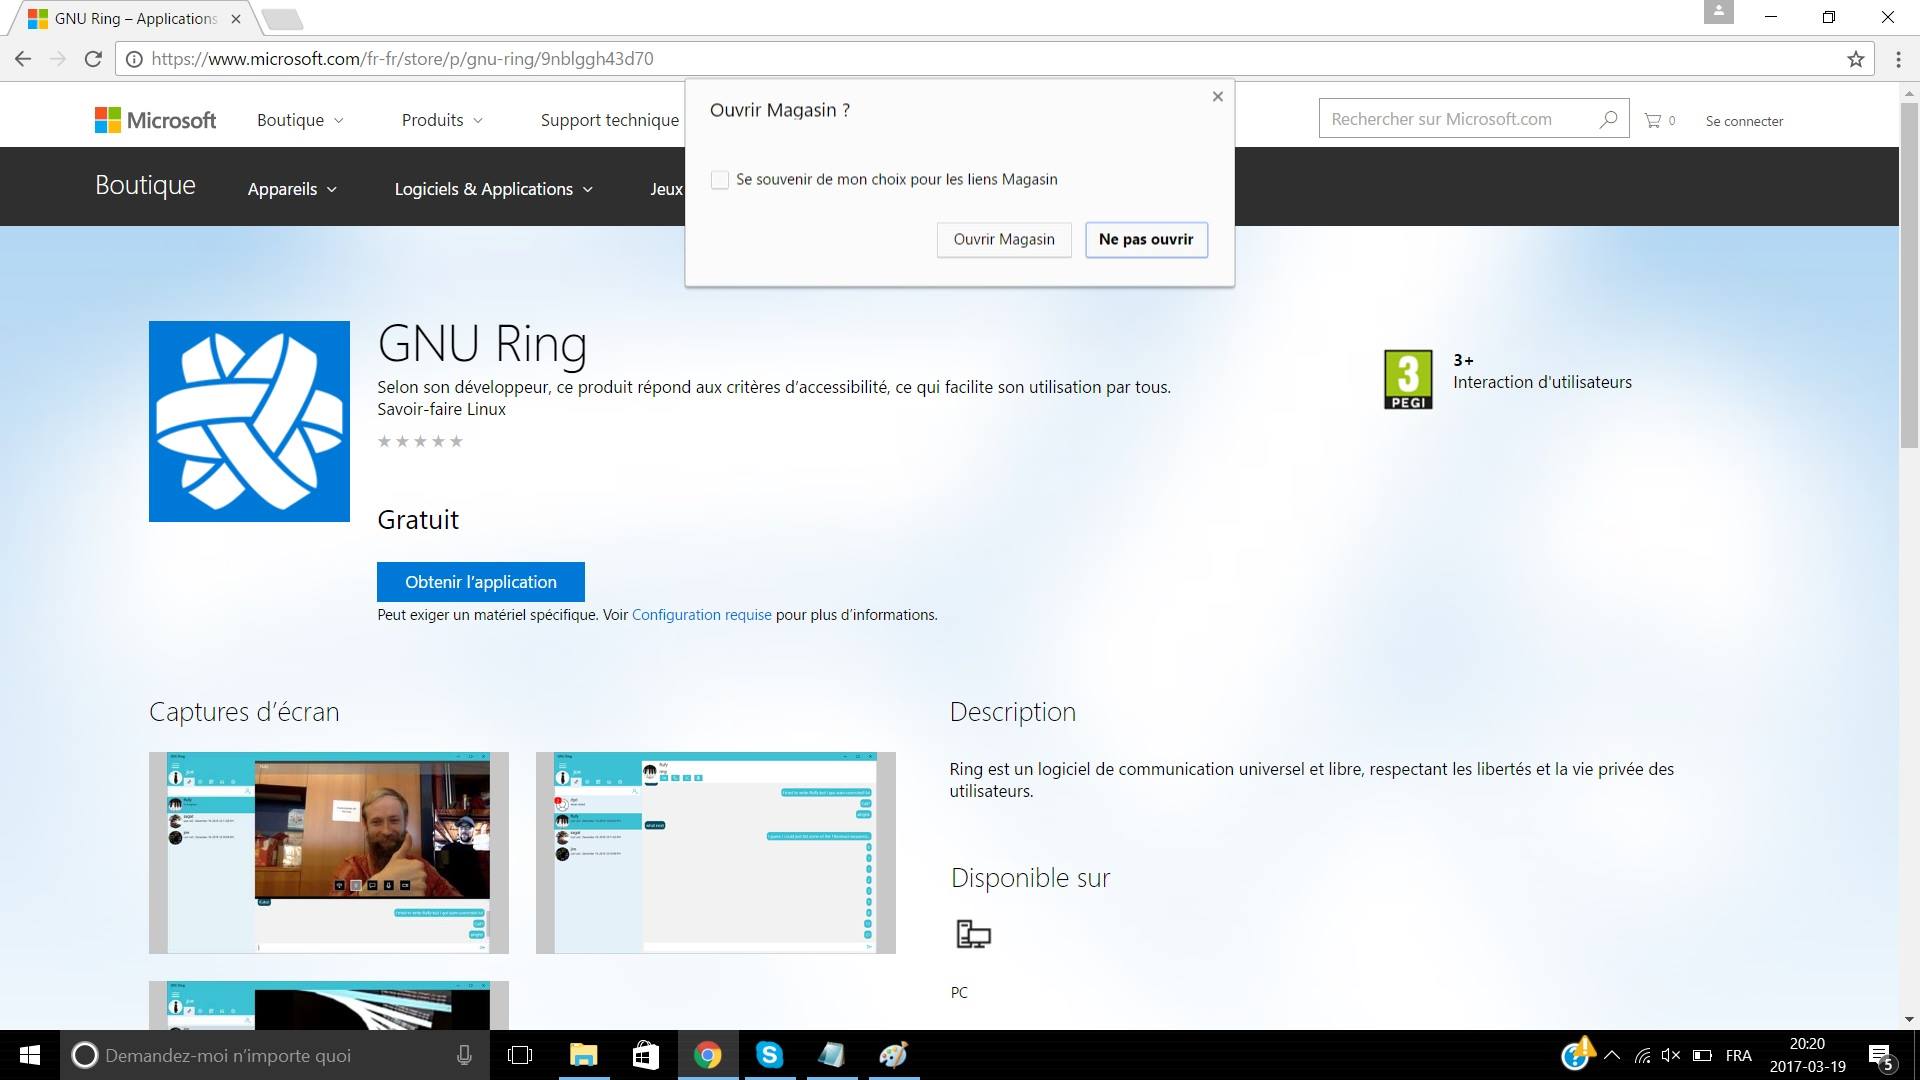 GNU Ring – Applications
https://www.microsoft.com/fr-fr/store/p/gnu-ring/9nblggh43d70
Microsoft
Boutique
Produits
Support technique
Rechercher sur Microsoft.com
0
Se connecter
Ouvrir Magasin ?
Se souvenir de mon choix pour les liens Magasin
Ouvrir Magasin
Ne pas ouvrir
Boutique
Appareils
Logiciels & Applications
Jeux
GNU Ring
Selon son développeur, ce produit répond aux critères d’accessibilité, ce qui facilite son utilisation par tous.
Savoir-faire Linux
3
PEGI
3+
Interaction d'utilisateurs
Gratuit
Obtenir l’application
Peut exiger un matériel spécifique. Voir Configuration requise pour plus d’informations.
Captures d’écran
Description
Ring est un logiciel de communication universel et libre, respectant les libertés et la vie privée des
utilisateurs.
Disponible sur
PC
Demandez-moi n’importe quoi
FRA
20:20
2017-03-19
5